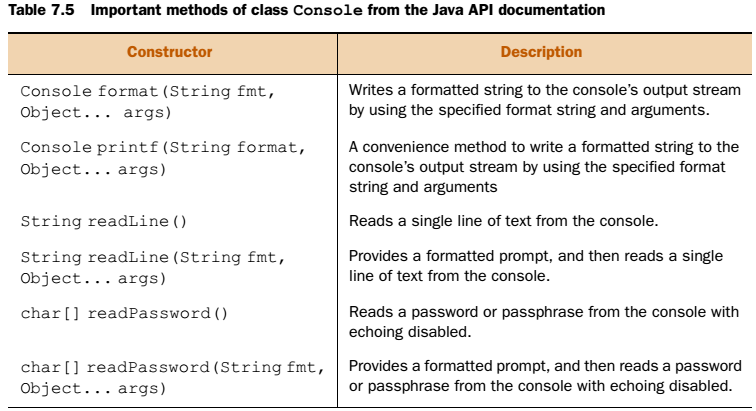 Table 7.5 Important methods of class Console from the Java API documentation
Constructor
Description
Console format(String fmt,
Object... args)
Writes a formatted string to the console's output stream
by using the specified format string and arguments.
Console printf(String format,
Object... args)
A convenience method to write a formatted string to the
console's output stream by using the specified format
string and arguments
String readLine()
Reads a single line of text from the console.
String readLine(String fmt,
Object... args)
Provides a formatted prompt, and then reads a single
line of text from the console.
char[] readPassword()
Reads a password or passphrase from the console with
echoing disabled.
char[] readPassword(String fmt,
Object... args)
Provides a formatted prompt, and then reads a password
or passphrase from the console with echoing disabled.